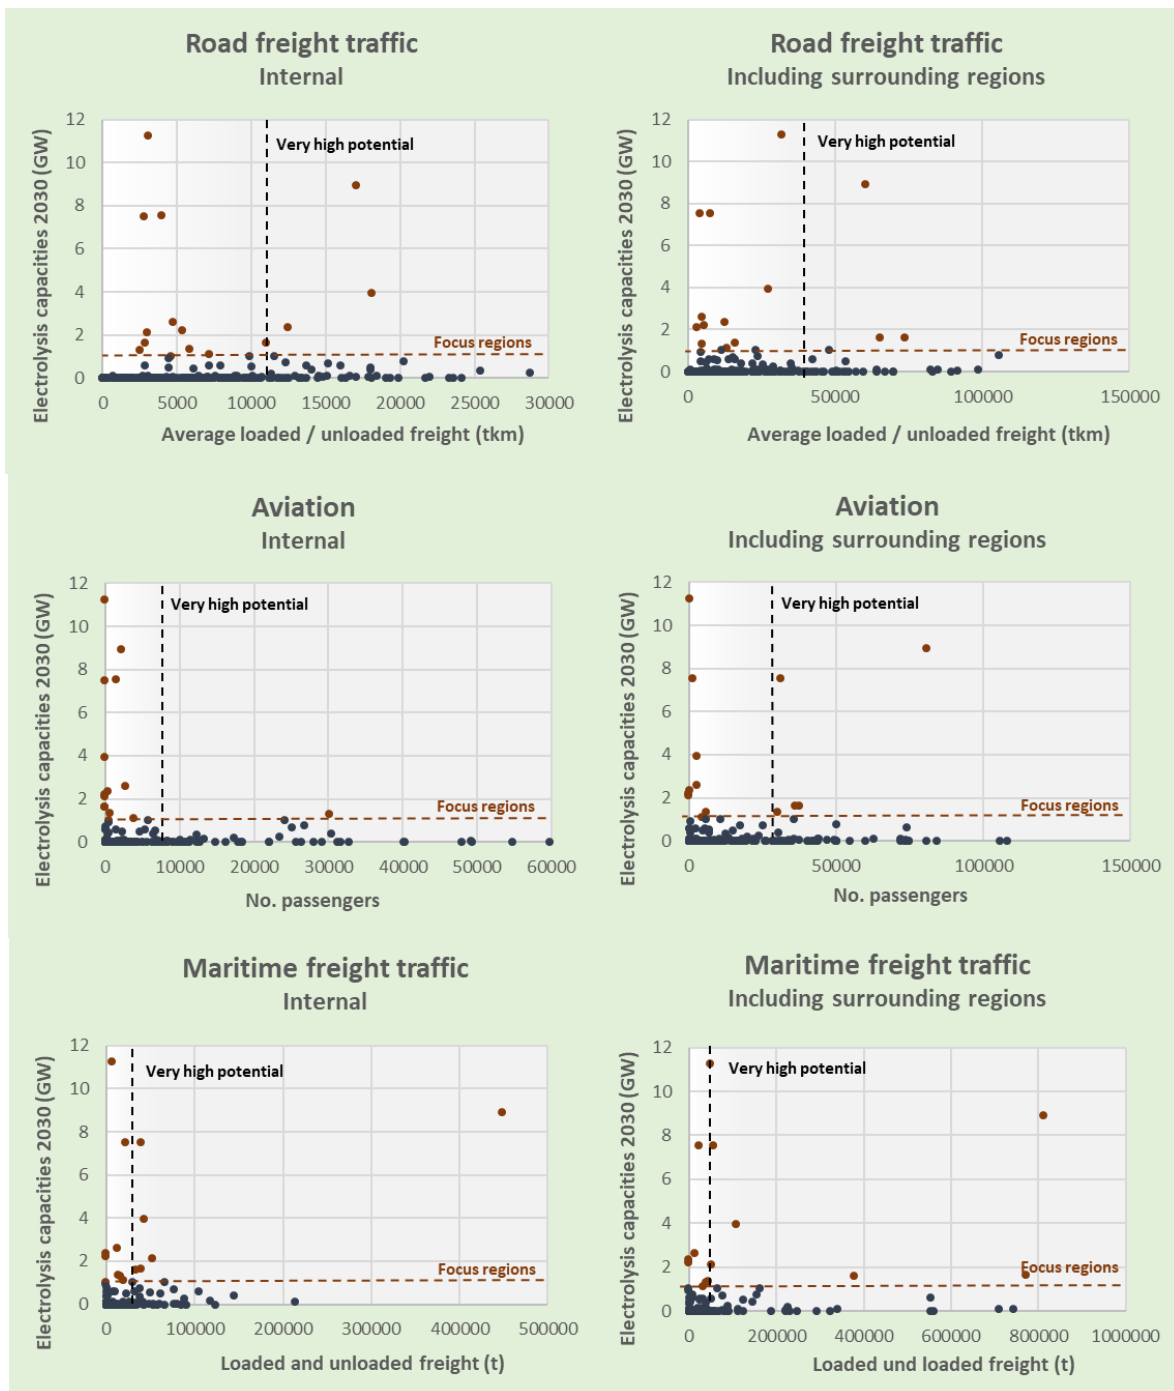 Road freight traffic
Internal
Electrolysis capacities 2030 (GW)
12
10
8
6
4
2
0
Very high potential
Focus regions
0 5000 10000 15000 20000 25000 30000
Average loaded / unloaded freight (tkm)
Road freight traffic
Including surrounding regions
Electrolysis capacities 2030 (GW)
12
10
8
6
4
2
0
Very high potential
Focus regions
0 50000 100000 150000
Average loaded / unloaded freight (tkm)
Aviation
Internal
Electrolysis capacities 2030 (GW)
12
10
8
6
4
2
0
Very high potential
Focus regions
0 10000 20000 30000 40000 50000 60000
No. passengers
Aviation
Including surrounding regions
Electrolysis capacities 2030 (GW)
12
10
8
6
4
2
0
Very high potential
Focus regions
0 50000 100000 150000
No. passengers
Maritime freight traffic
Internal
Electrolysis capacities 2030 (GW)
12
10
8
6
4
2
0
Very high potential
Focus regions
0 100000 200000 300000 400000 500000
Loaded and unloaded freight (t)
Maritime freight traffic
Including surrounding regions
Electrolysis capacities 2030 (GW)
12
10
8
6
4
2
0
Very high potential
Focus regions
0 200000 400000 600000 800000 1000000
Loaded und loaded freight (t)